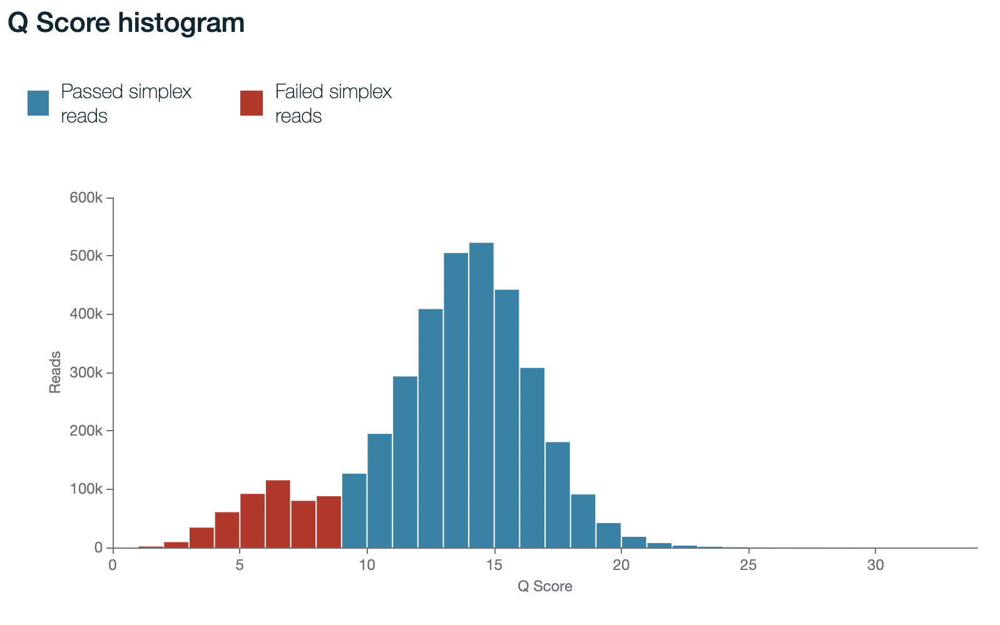 Q Score histogram
Passed simplex
reads
Failed simplex
reads
600k
500k
400k
300k
200k
100k
0
Reads
0 5 10 15 20 25 30
Q Score